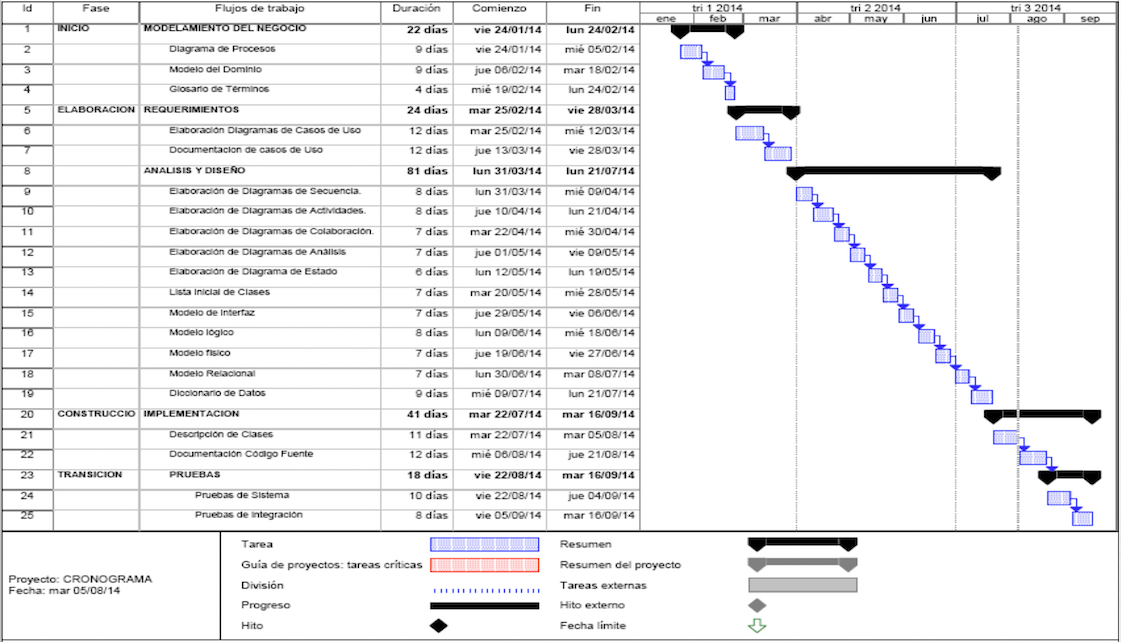 Id Fase Flujos de trabajo Duración Comienzo Fin tri 1 2014 tri 2 2014 tri 3 2014
ene feb mar abr may jun jul ago sep
1 INICIO MODELAMIENTO DEL NEGOCIO 22 días vie 24/01/14 lun 24/02/14
2 Diagrama de Procesos 9 días vie 24/01/14 mié 05/02/14
3 Modelo del Dominio 9 días jue 06/02/14 mar 18/02/14
4 Glosario de Términos 4 días mié 19/02/14 lun 24/02/14
5 ELABORACION REQUERIMIENTOS 24 días mar 25/02/14 vie 28/03/14
6 Elaboración Diagramas de Casos de Uso 12 días mar 25/02/14 mié 12/03/14
7 Documentacion de casos de Uso 12 días jue 13/03/14 vie 28/03/14
8 ANALISIS Y DISEÑO 81 días lun 31/03/14 lun 21/07/14
9 Elaboración de Diagramas de Secuencia. 8 días lun 31/03/14 mié 09/04/14
10 Elaboración de Diagramas de Actividades. 8 días jue 10/04/14 lun 21/04/14
11 Elaboración de Diagramas de Colaboración. 7 días mar 22/04/14 mié 30/04/14
12 Elaboración de Diagramas de Análisis 7 días jue 01/05/14 vie 09/05/14
13 Elaboración de Diagrama de Estado 6 días lun 12/05/14 lun 19/05/14
14 Lista Inicial de Clases 7 días mar 20/05/14 mié 28/05/14
15 Modelo de Interfaz 7 días jue 29/05/14 vie 06/06/14
16 Modelo lógico 8 días lun 09/06/14 mié 18/06/14
17 Modelo físico 7 días jue 19/06/14 vie 27/06/14
18 Modelo Relacional 7 días lun 30/06/14 mar 08/07/14
19 Diccionario de Datos 9 días mié 09/07/14 lun 21/07/14
20 CONSTRUCCIO IMPLEMENTACION 41 días mar 22/07/14 mar 16/09/14
21 Descripción de Clases 11 días mar 22/07/14 mar 05/08/14
22 Documentación Código Fuente 12 días mié 06/08/14 jue 21/08/14
23 TRANSICION PRUEBAS 18 días vie 22/08/14 mar 16/09/14
24 Pruebas de Sistema 10 días vie 22/08/14 jue 04/09/14
25 Pruebas de Integración 8 días vie 05/09/14 mar 16/09/14
Proyecto: CRONOGRAMA
Fecha: mar 05/08/14
Tarea
Guía de proyectos: tareas críticas
División
Progreso
Hito
Resumen
Resumen del proyecto
Tareas externas
Hito externo
Fecha límite